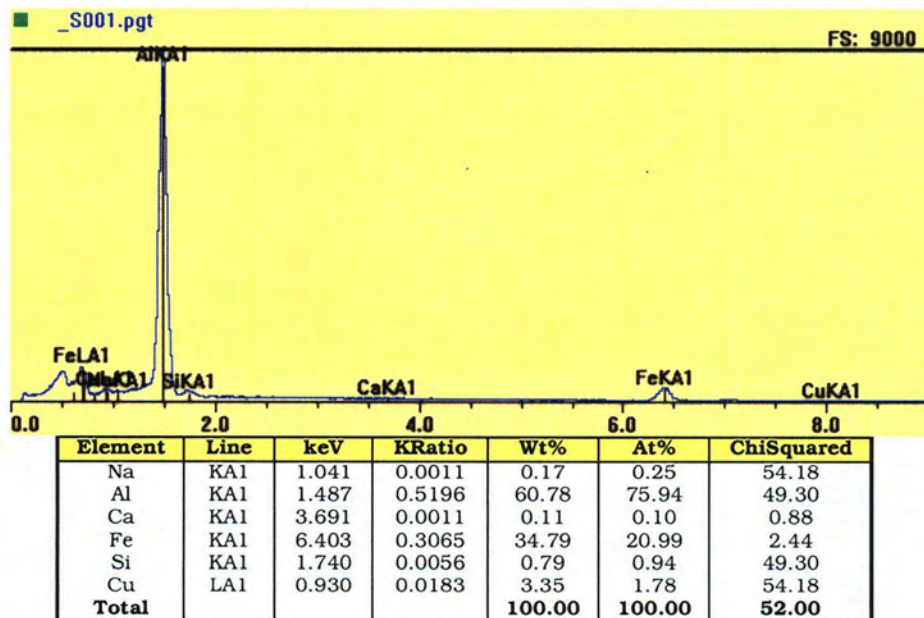 _S001.pgt
FS: 9000
AlKA1
FeLA1
SiKA1
CaKA1
FeKA1
CuKA1
0.0 2.0 4.0 6.0 8.0
Element Line keV KRatio Wt% At% ChiSquared
Na KA1 1.041 0.0011 0.17 0.25 54.18
Al KA1 1.487 0.5196 60.78 75.94 49.30
Ca KA1 3.691 0.0011 0.11 0.10 0.88
Fe KA1 6.403 0.3065 34.79 20.99 2.44
Si KA1 1.740 0.0056 0.79 0.94 49.30
Cu LA1 0.930 0.0183 3.35 1.78 54.18
Total 100.00 100.00 52.00